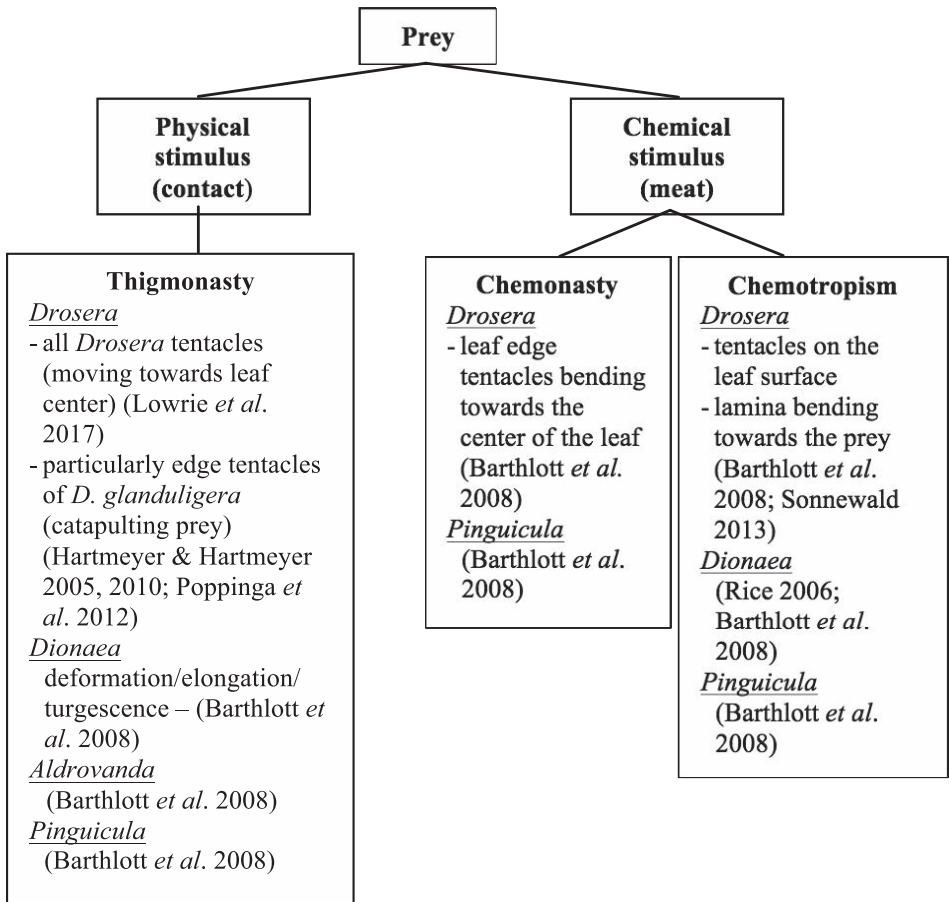 Prey
Physical
stimulus
(contact)
Chemical
stimulus
(meat)
Thigmonasty
Drosera
- all Drosera tentacles
(moving towards leaf
center) (Lowrie et al.
2017)
- particularly edge tentacles
of D. glanduligera
(catapulting prey)
(Hartmeyer & Hartmeyer
2005, 2010; Poppinga et
al. 2012)
Dionaea
deformation/elongation/
turgescence – (Barthlott et
al. 2008)
Aldrovanda
(Barthlott et al. 2008)
Pinguicula
(Barthlott et al. 2008)
Chemonasty
Drosera
- leaf edge
tentacles bending
towards the
center of the leaf
(Barthlott et al.
2008)
Pinguicula
(Barthlott et al.
2008)
Chemotropism
Drosera
- tentacles on the
leaf surface
- lamina bending
towards the prey
(Barthlott et al.
2008; Sonnewald
2013)
Dionaea
(Rice 2006;
Barthlott et al.
2008)
Pinguicula
(Barthlott et al.
2008)